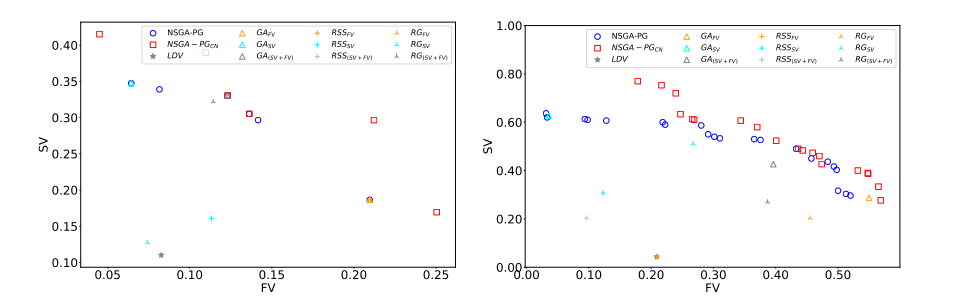 0.40
0.35
0.30
0.25
0.20
0.15
0.10
SV
NSGA-PG
NSGA − PG_CN
LDV
GA_FV
GA_SV
GA_(SV+FV)
RSS_FV
RSS_SV
RSS_(SV+FV)
RG_FV
RG_SV
RG_(SV+FV)
0.05 0.10 0.15 0.20 0.25
FV
1.00
0.80
0.60
0.40
0.20
0.00
SV
NSGA-PG
NSGA − PG_CN
LDV
GA_FV
GA_SV
GA_(SV+FV)
RSS_FV
RSS_SV
RSS_(SV+FV)
RG_FV
RG_SV
RG_(SV+FV)
0.00 0.10 0.20 0.30 0.40 0.50
FV